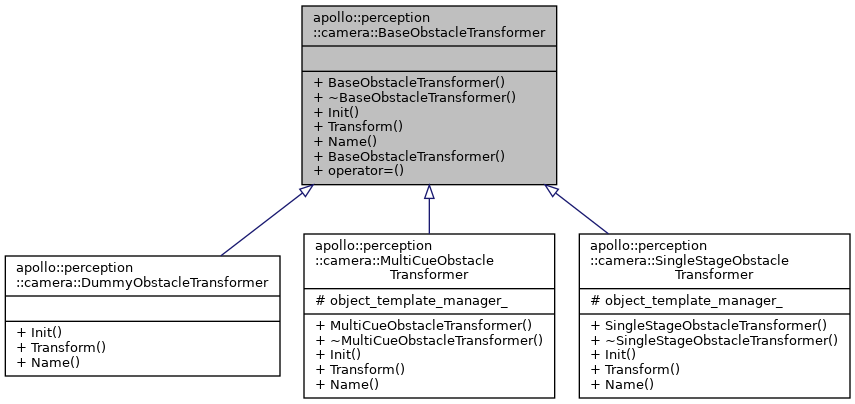 apollo::perception
::camera::BaseObstacleTransformer
+ BaseObstacleTransformer()
+ ~BaseObstacleTransformer()
+ Init()
+ Transform()
+ Name()
+ BaseObstacleTransformer()
+ operator=()
apollo::perception
::camera::DummyObstacleTransformer
+ Init()
+ Transform()
+ Name()
apollo::perception
::camera::MultiCueObstacle
Transformer
# object_template_manager_
+ MultiCueObstacleTransformer()
+ ~MultiCueObstacleTransformer()
+ Init()
+ Transform()
+ Name()
apollo::perception
::camera::SingleStageObstacle
Transformer
# object_template_manager_
+ SingleStageObstacleTransformer()
+ ~SingleStageObstacleTransformer()
+ Init()
+ Transform()
+ Name()